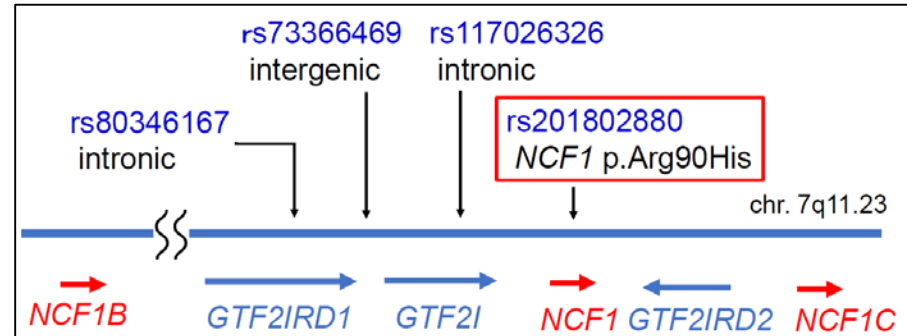 rs73366469 rs117026326
intergenic intronic
rs80346167 rs201802880
intronic NCF1 p.Arg90His
chr. 7q11.23
NCF1B GTF2IRD1 GTF2I NCF1 GTF2IRD2 NCF1C